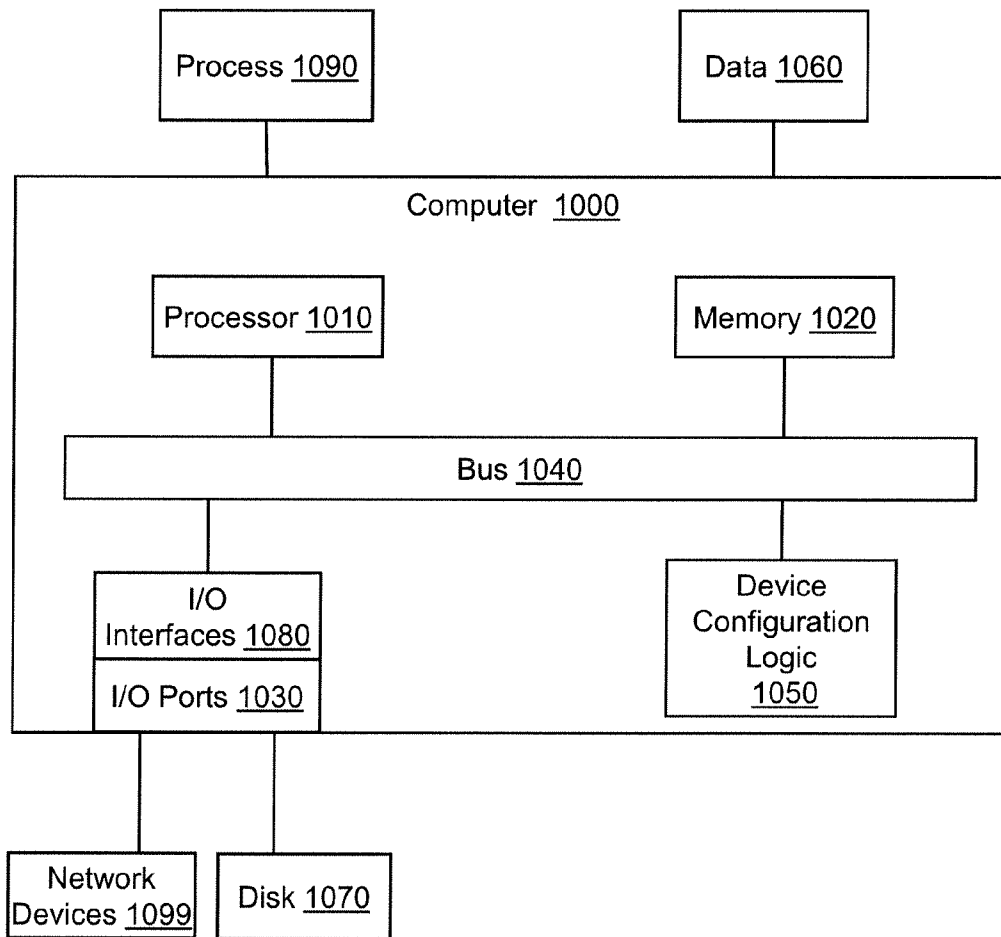 Process 1090
Data 1060
Computer 1000
Processor 1010
Memory 1020
Bus 1040
I/O
Interfaces 1080
I/O Ports 1030
Device
Configuration
Logic
1050
Network
Devices 1099
Disk 1070